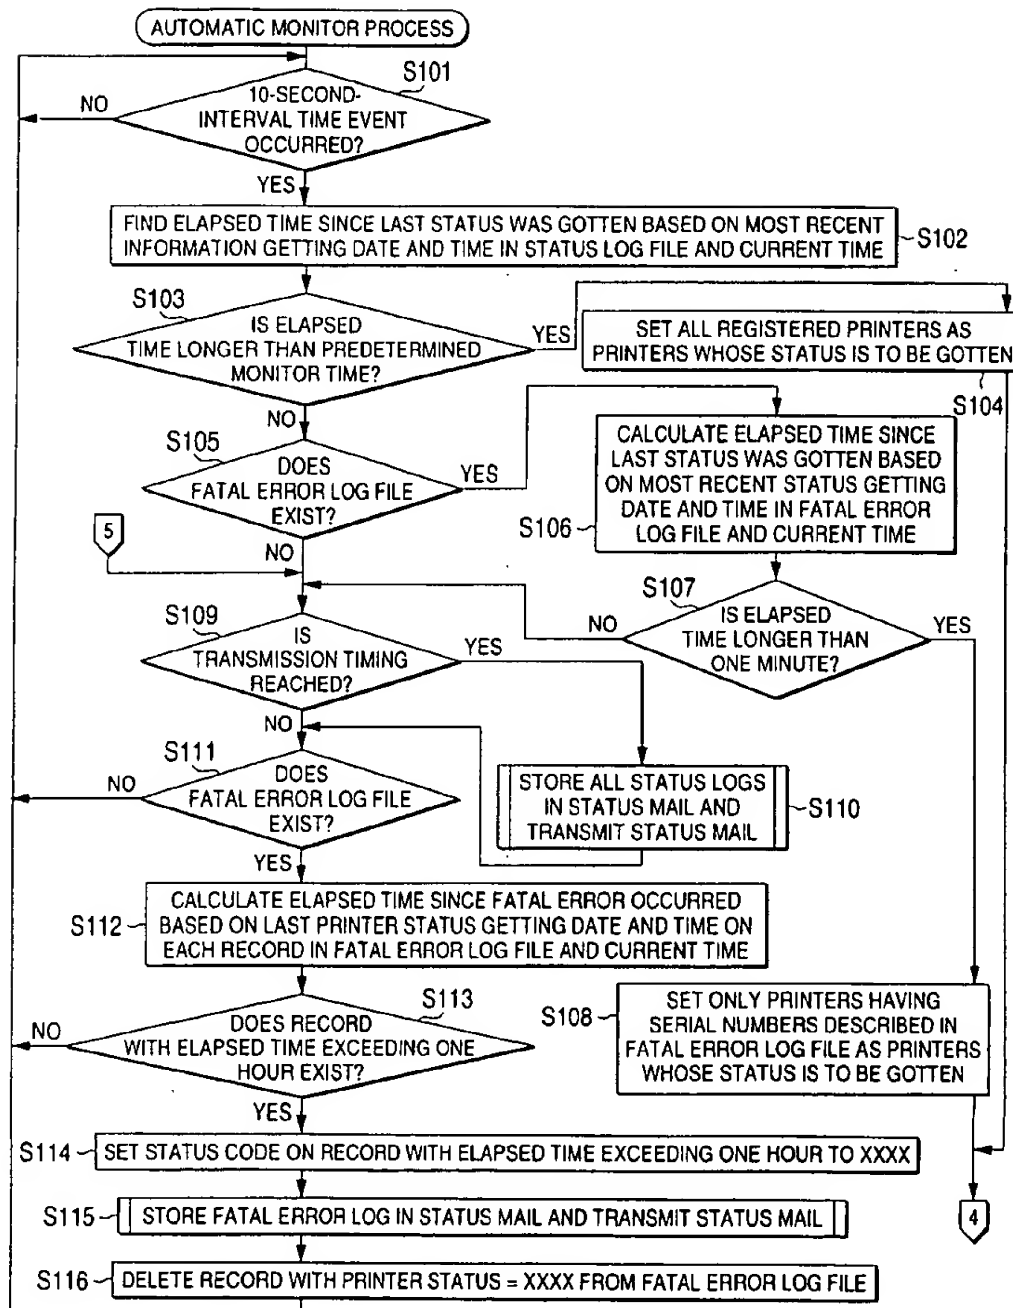 AUTOMATIC MONITOR PROCESS
S101
10-SECOND-
INTERVAL TIME EVENT
OCCURRED?
NO
YES
FIND ELAPSED TIME SINCE LAST STATUS WAS GOTTEN BASED ON MOST RECENT
INFORMATION GETTING DATE AND TIME IN STATUS LOG FILE AND CURRENT TIME
S102
S103
IS ELAPSED
TIME LONGER THAN PREDETERMINED
MONITOR TIME?
YES
NO
SET ALL REGISTERED PRINTERS AS
PRINTERS WHOSE STATUS IS TO BE GOTTEN
S104
S105
DOES
FATAL ERROR LOG FILE
EXIST?
YES
NO
CALCULATE ELAPSED TIME SINCE
LAST STATUS WAS GOTTEN BASED
ON MOST RECENT STATUS GETTING
DATE AND TIME IN FATAL ERROR
LOG FILE AND CURRENT TIME
S106
5
S107
IS ELAPSED
TIME LONGER THAN
ONE MINUTE?
NO
YES
S109
IS
TRANSMISSION TIMING
REACHED?
YES
NO
STORE ALL STATUS LOGS
IN STATUS MAIL AND
TRANSMIT STATUS MAIL
S110
S111
DOES
FATAL ERROR LOG FILE
EXIST?
NO
YES
S112
CALCULATE ELAPSED TIME SINCE FATAL ERROR OCCURRED
BASED ON LAST PRINTER STATUS GETTING DATE AND TIME ON
EACH RECORD IN FATAL ERROR LOG FILE AND CURRENT TIME
S113
DOES RECORD
WITH ELAPSED TIME EXCEEDING ONE
HOUR EXIST?
NO
YES
S108
SET ONLY PRINTERS HAVING
SERIAL NUMBERS DESCRIBED IN
FATAL ERROR LOG FILE AS PRINTERS
WHOSE STATUS IS TO BE GOTTEN
S114
SET STATUS CODE ON RECORD WITH ELAPSED TIME EXCEEDING ONE HOUR TO XXXX
S115
STORE FATAL ERROR LOG IN STATUS MAIL AND TRANSMIT STATUS MAIL
4
S116
DELETE RECORD WITH PRINTER STATUS = XXXX FROM FATAL ERROR LOG FILE